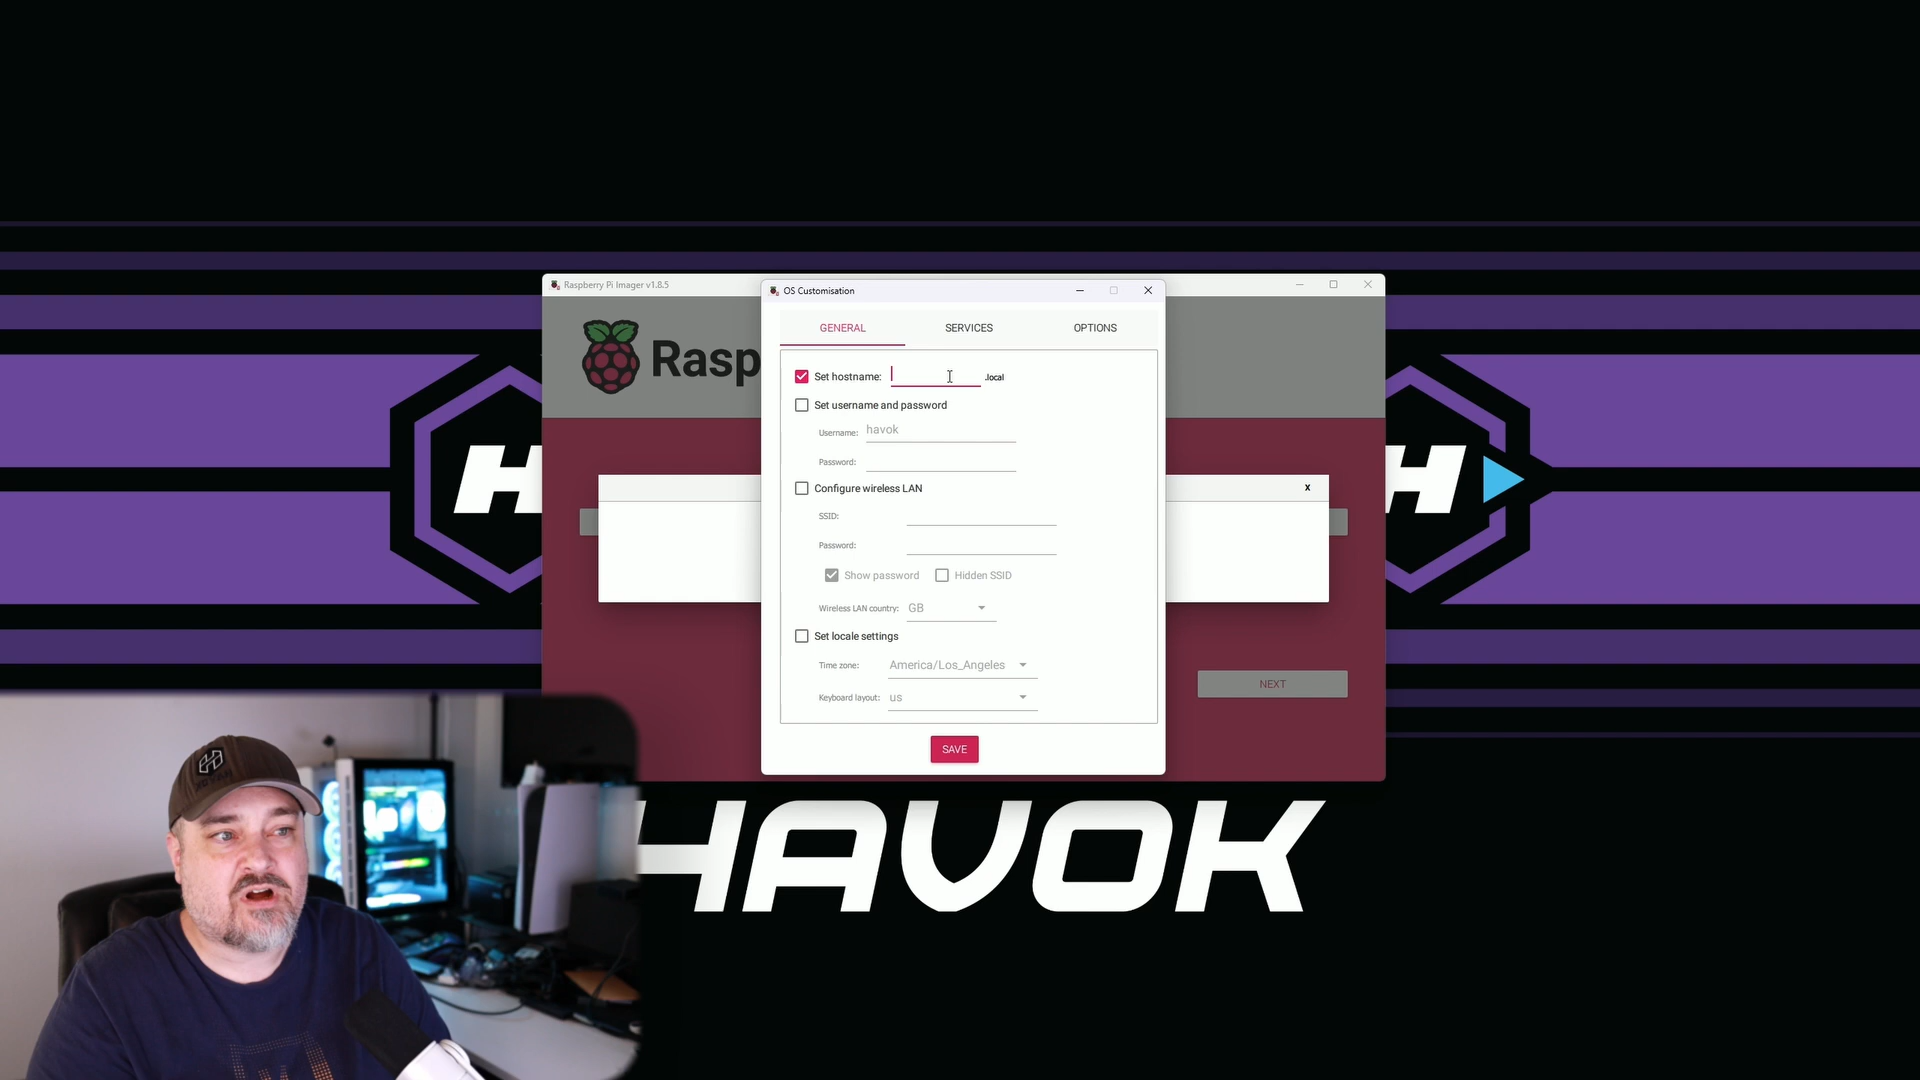 Raspberry Pi Imager v1.8.5
OS Customisation
GENERAL SERVICES OPTIONS
Rasp
Set hostname: .local
Set username and password
Username: havok
Password:
Configure wireless LAN
x
SSID:
Password:
Show password Hidden SSID
Wireless LAN country: GB
Set locale settings
Time zone: America/Los_Angeles
Keyboard layout: us
NEXT
SAVE
H
H
HAVOK